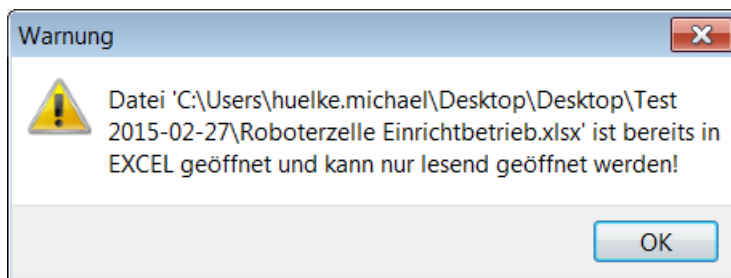 Warnung
Datei 'C:\Users\huelke.michael\Desktop\Desktop\Test
2015-02-27\Roboterzelle Einrichtbetrieb.xlsx' ist bereits in
EXCEL geöffnet und kann nur lesend geöffnet werden!
OK